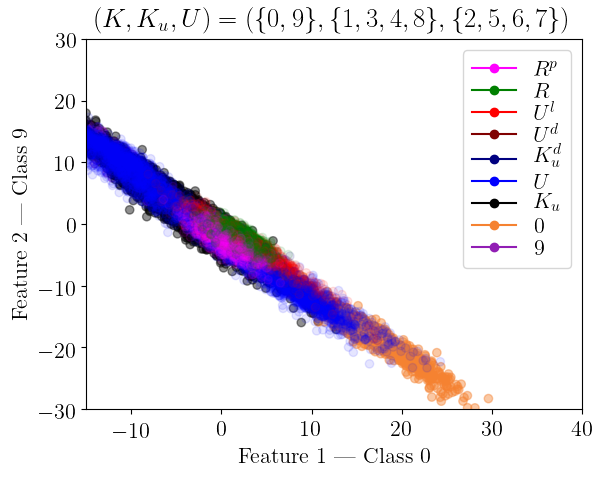 (K, K_u, U) = ({0, 9}, {1, 3, 4, 8}, {2, 5, 6, 7})
30
20
10
0
−10
−20
−30
Feature 2 — Class 9
R^p
R
U^l
U^d
K_u^d
U
K_u
0
9
−10
0
10
20
30
40
Feature 1 — Class 0